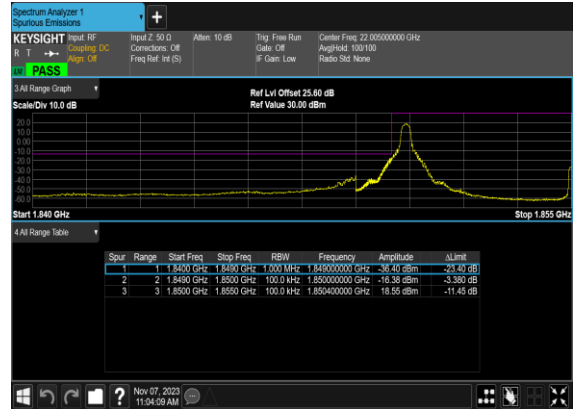 Spectrum Analyzer 1
Spurious Emissions
KEYSIGHT Input: RF Input Z: 50 Ω Atten: 10 dB Trig: Free Run Center Freq: 22.005000000 GHz
R T Coupling: DC Corrections: Off Gate: Off Avg|Hold: 100/100
Align: Off Freq Ref: Int (S) IF Gain: Low Radio Std: None
PASS
3 All Range Graph
Ref Lvl Offset 25.60 dB
Scale/Div 10.0 dB Ref Value 30.00 dBm
20.0
10.0
0.00
-10.0
-20.0
-30.0
-40.0
-50.0
-60.0
Start 1.840 GHz Stop 1.855 GHz
4 All Range Table
Spur Range Start Freq Stop Freq RBW Frequency Amplitude ΔLimit
1 1 1.8400 GHz 1.8490 GHz 1.000 MHz 1.849000000 GHz -36.40 dBm -23.40 dB
2 2 1.8490 GHz 1.8500 GHz 100.0 kHz 1.850000000 GHz -16.38 dBm -3.380 dB
3 3 1.8500 GHz 1.8550 GHz 100.0 kHz 1.850400000 GHz 18.55 dBm -11.45 dB
Nov 07, 2023
11:04:09 AM